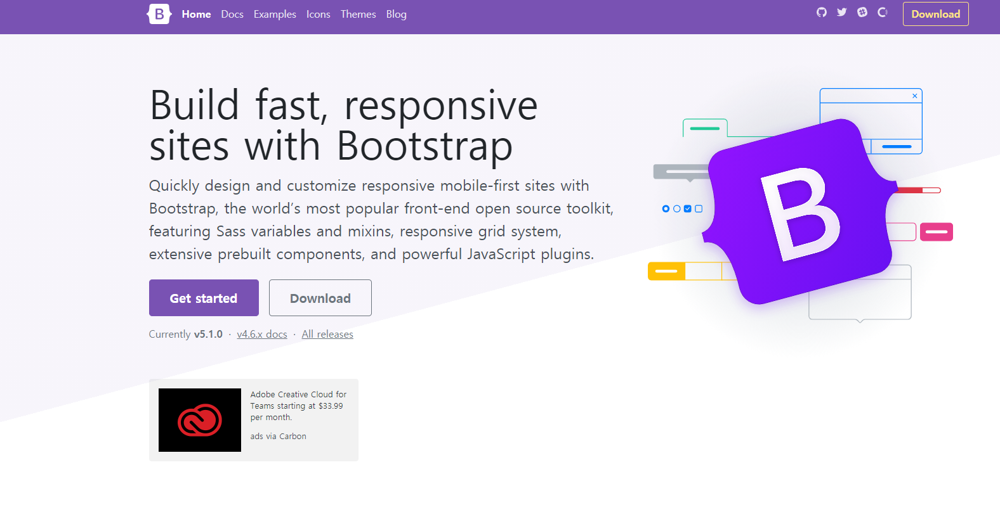 B Home Docs Examples Icons Themes Blog Download
Build fast, responsive
sites with Bootstrap
Quickly design and customize responsive mobile-first sites with
Bootstrap, the world’s most popular front-end open source toolkit,
featuring Sass variables and mixins, responsive grid system,
extensive prebuilt components, and powerful JavaScript plugins.
Get started Download
Currently v5.1.0 · v4.6.x docs · All releases
B
Adobe Creative Cloud for
Teams starting at $33.99
per month.
ads via Carbon